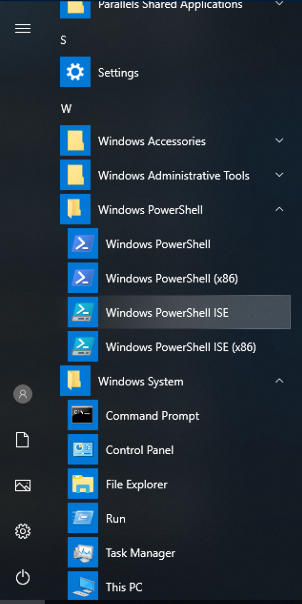 Parallels Shared Applications
S
Settings
W
Windows Accessories
Windows Administrative Tools
Windows PowerShell
Windows PowerShell
Windows PowerShell (x86)
Windows PowerShell ISE
Windows PowerShell ISE (x86)
Windows System
Command Prompt
Control Panel
File Explorer
Run
Task Manager
This PC